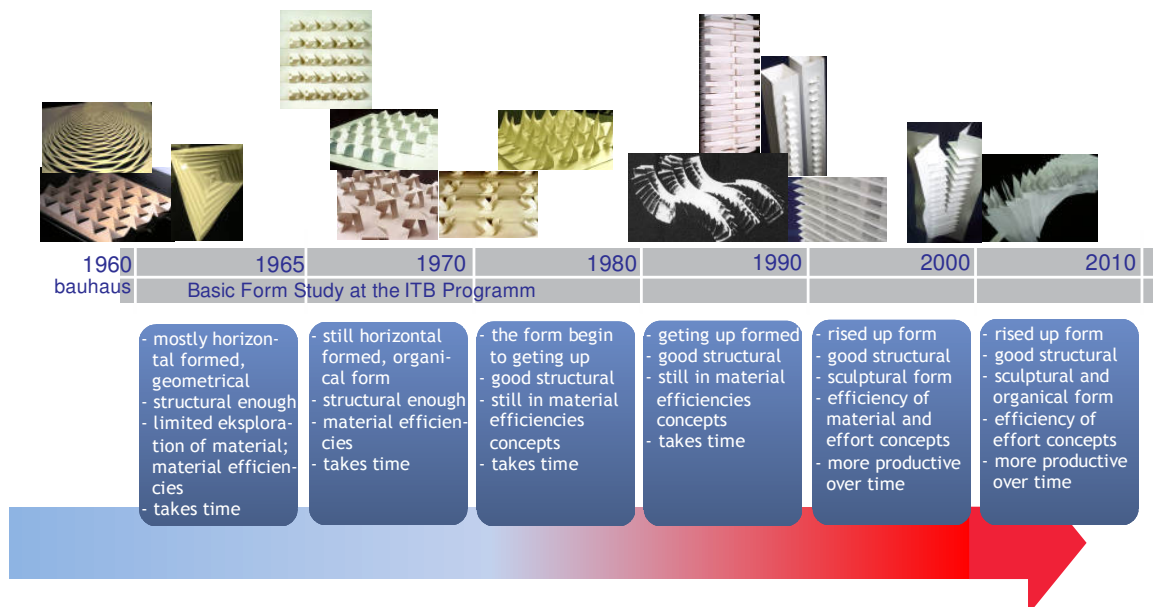 1960
1965
1970
1980
1990
2000
2010
bauhaus
Basic Form Study at the ITB Programm
- mostly horizon-
tal formed,
geometrical
- structural enough
- limited eksplora-
tion of material;
material efficien-
cies
- takes time
- still horizontal
formed, organi-
cal form
- structural enough
- material efficien-
cies
- takes time
- the form begin
to geting up
- good structural
- still in material
efficiencies
concepts
- takes time
- geting up formed
- good structural
- still in material
efficiencies
concepts
- takes time
- rised up form
- good structural
- sculptural form
- efficiency of
material and
effort concepts
- more productive
over time
- rised up form
- good structural
- sculptural and
organical form
- efficiency of
effort concepts
- more productive
over time